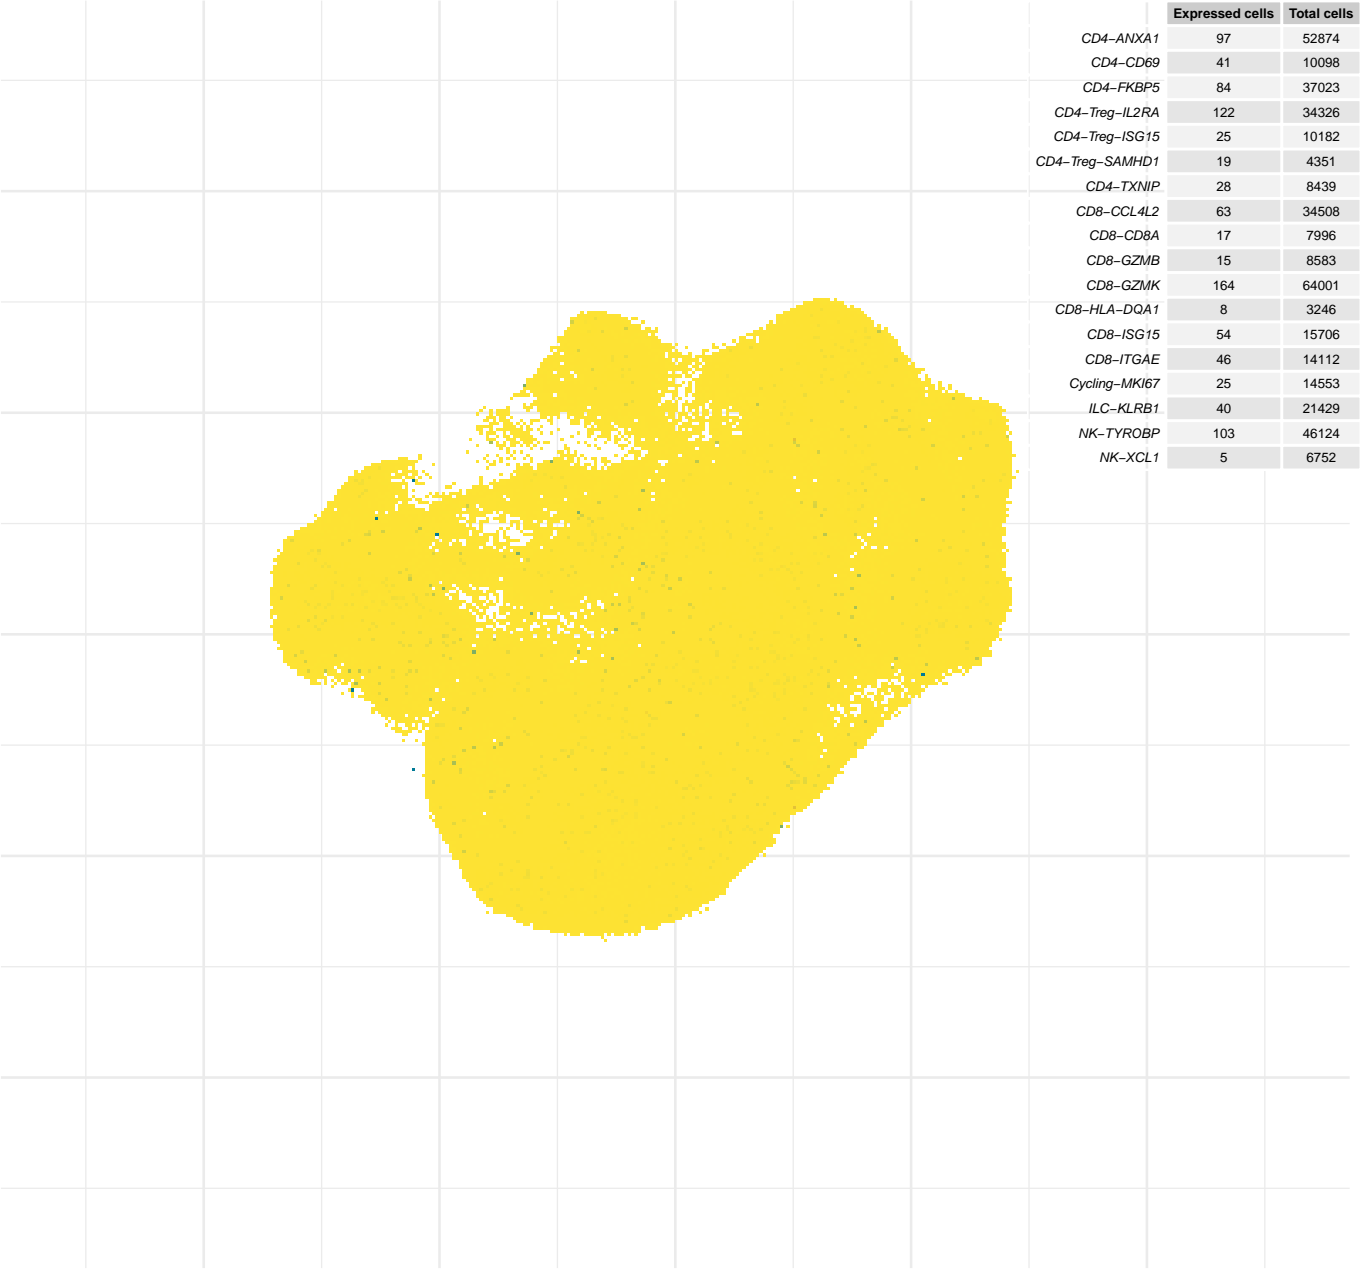 Expressed cells Total cells
CD4−ANXA1 97 52874
CD4−CD69 41 10098
CD4−FKBP5 84 37023
CD4−Treg−IL2RA 122 34326
CD4−Treg−ISG15 25 10182
CD4−Treg−SAMHD1 19 4351
CD4−TXNIP 28 8439
CD8−CCL4L2 63 34508
CD8−CD8A 17 7996
CD8−GZMB 15 8583
CD8−GZMK 164 64001
CD8−HLA−DQA1 8 3246
CD8−ISG15 54 15706
CD8−ITGAE 46 14112
Cycling−MKI67 25 14553
ILC−KLRB1 40 21429
NK−TYROBP 103 46124
NK−XCL1 5 6752